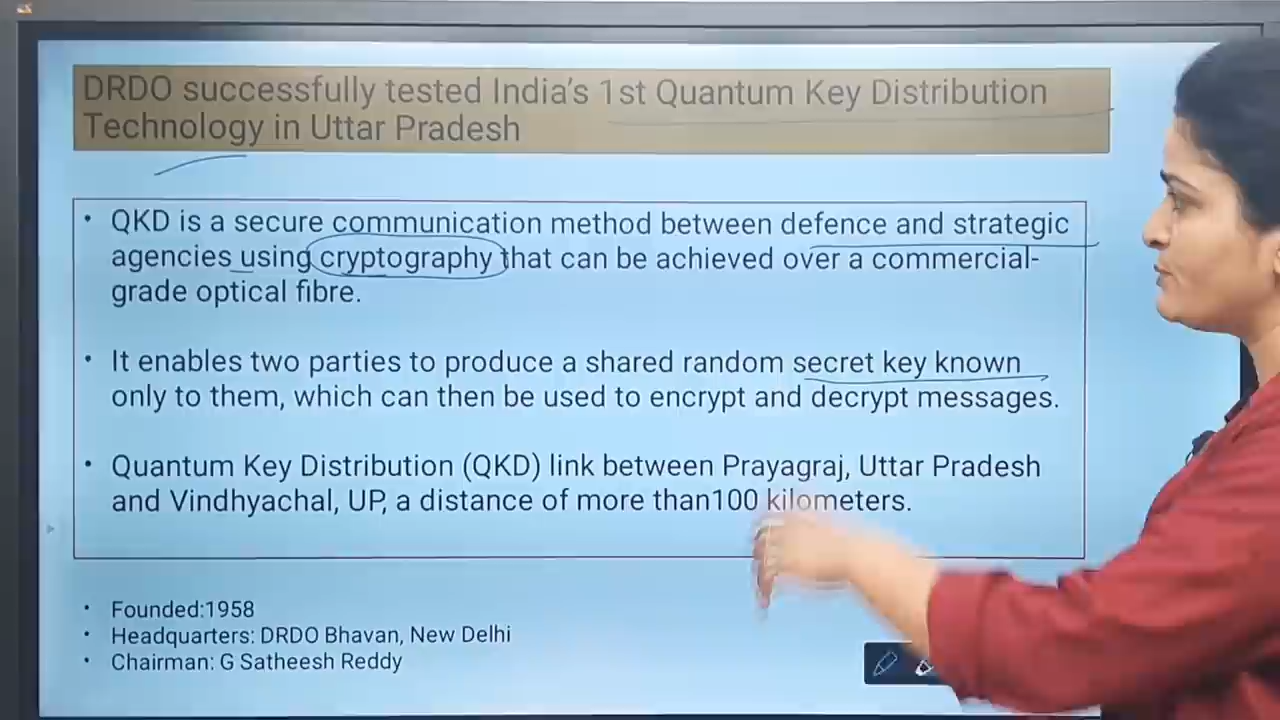 DRDO successfully tested India's 1st Quantum Key Distribution
Technology in Uttar Pradesh
• QKD is a secure communication method between defence and strategic
agencies using cryptography that can be achieved over a commercial-
grade optical fibre.
• It enables two parties to produce a shared random secret key known
only to them, which can then be used to encrypt and decrypt messages.
• Quantum Key Distribution (QKD) link between Prayagraj, Uttar Pradesh
and Vindhyachal, UP, a distance of more than100 kilometers.
• Founded:1958
• Headquarters: DRDO Bhavan, New Delhi
• Chairman: G Satheesh Reddy